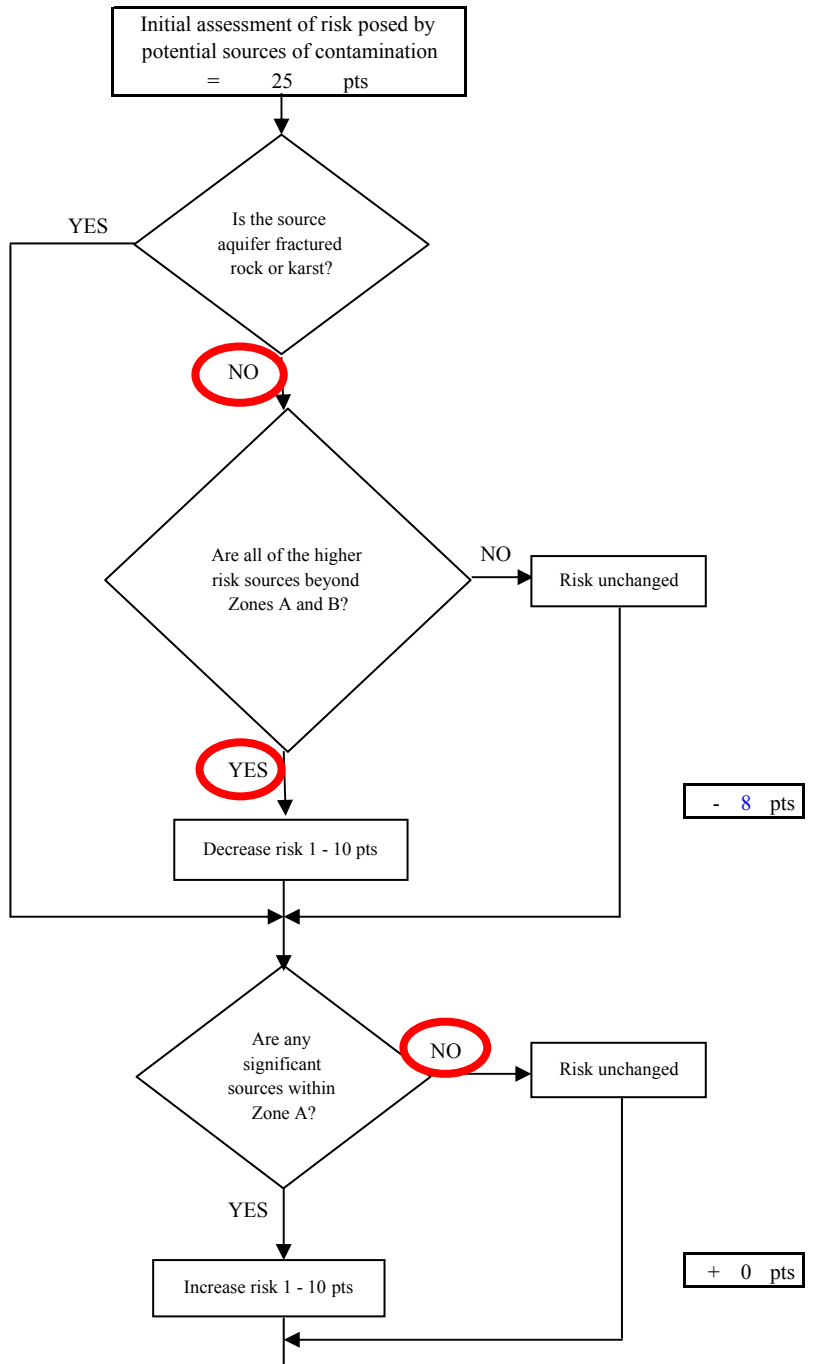 Initial assessment of risk posed by
potential sources of contamination
= 25 pts
YES
Is the source
aquifer fractured
rock or karst?
NO
Are all of the higher
risk sources beyond
Zones A and B?
NO
Risk unchanged
YES
- 8 pts
Decrease risk 1 - 10 pts
Are any
significant
sources within
Zone A?
NO
Risk unchanged
YES
+ 0 pts
Increase risk 1 - 10 pts